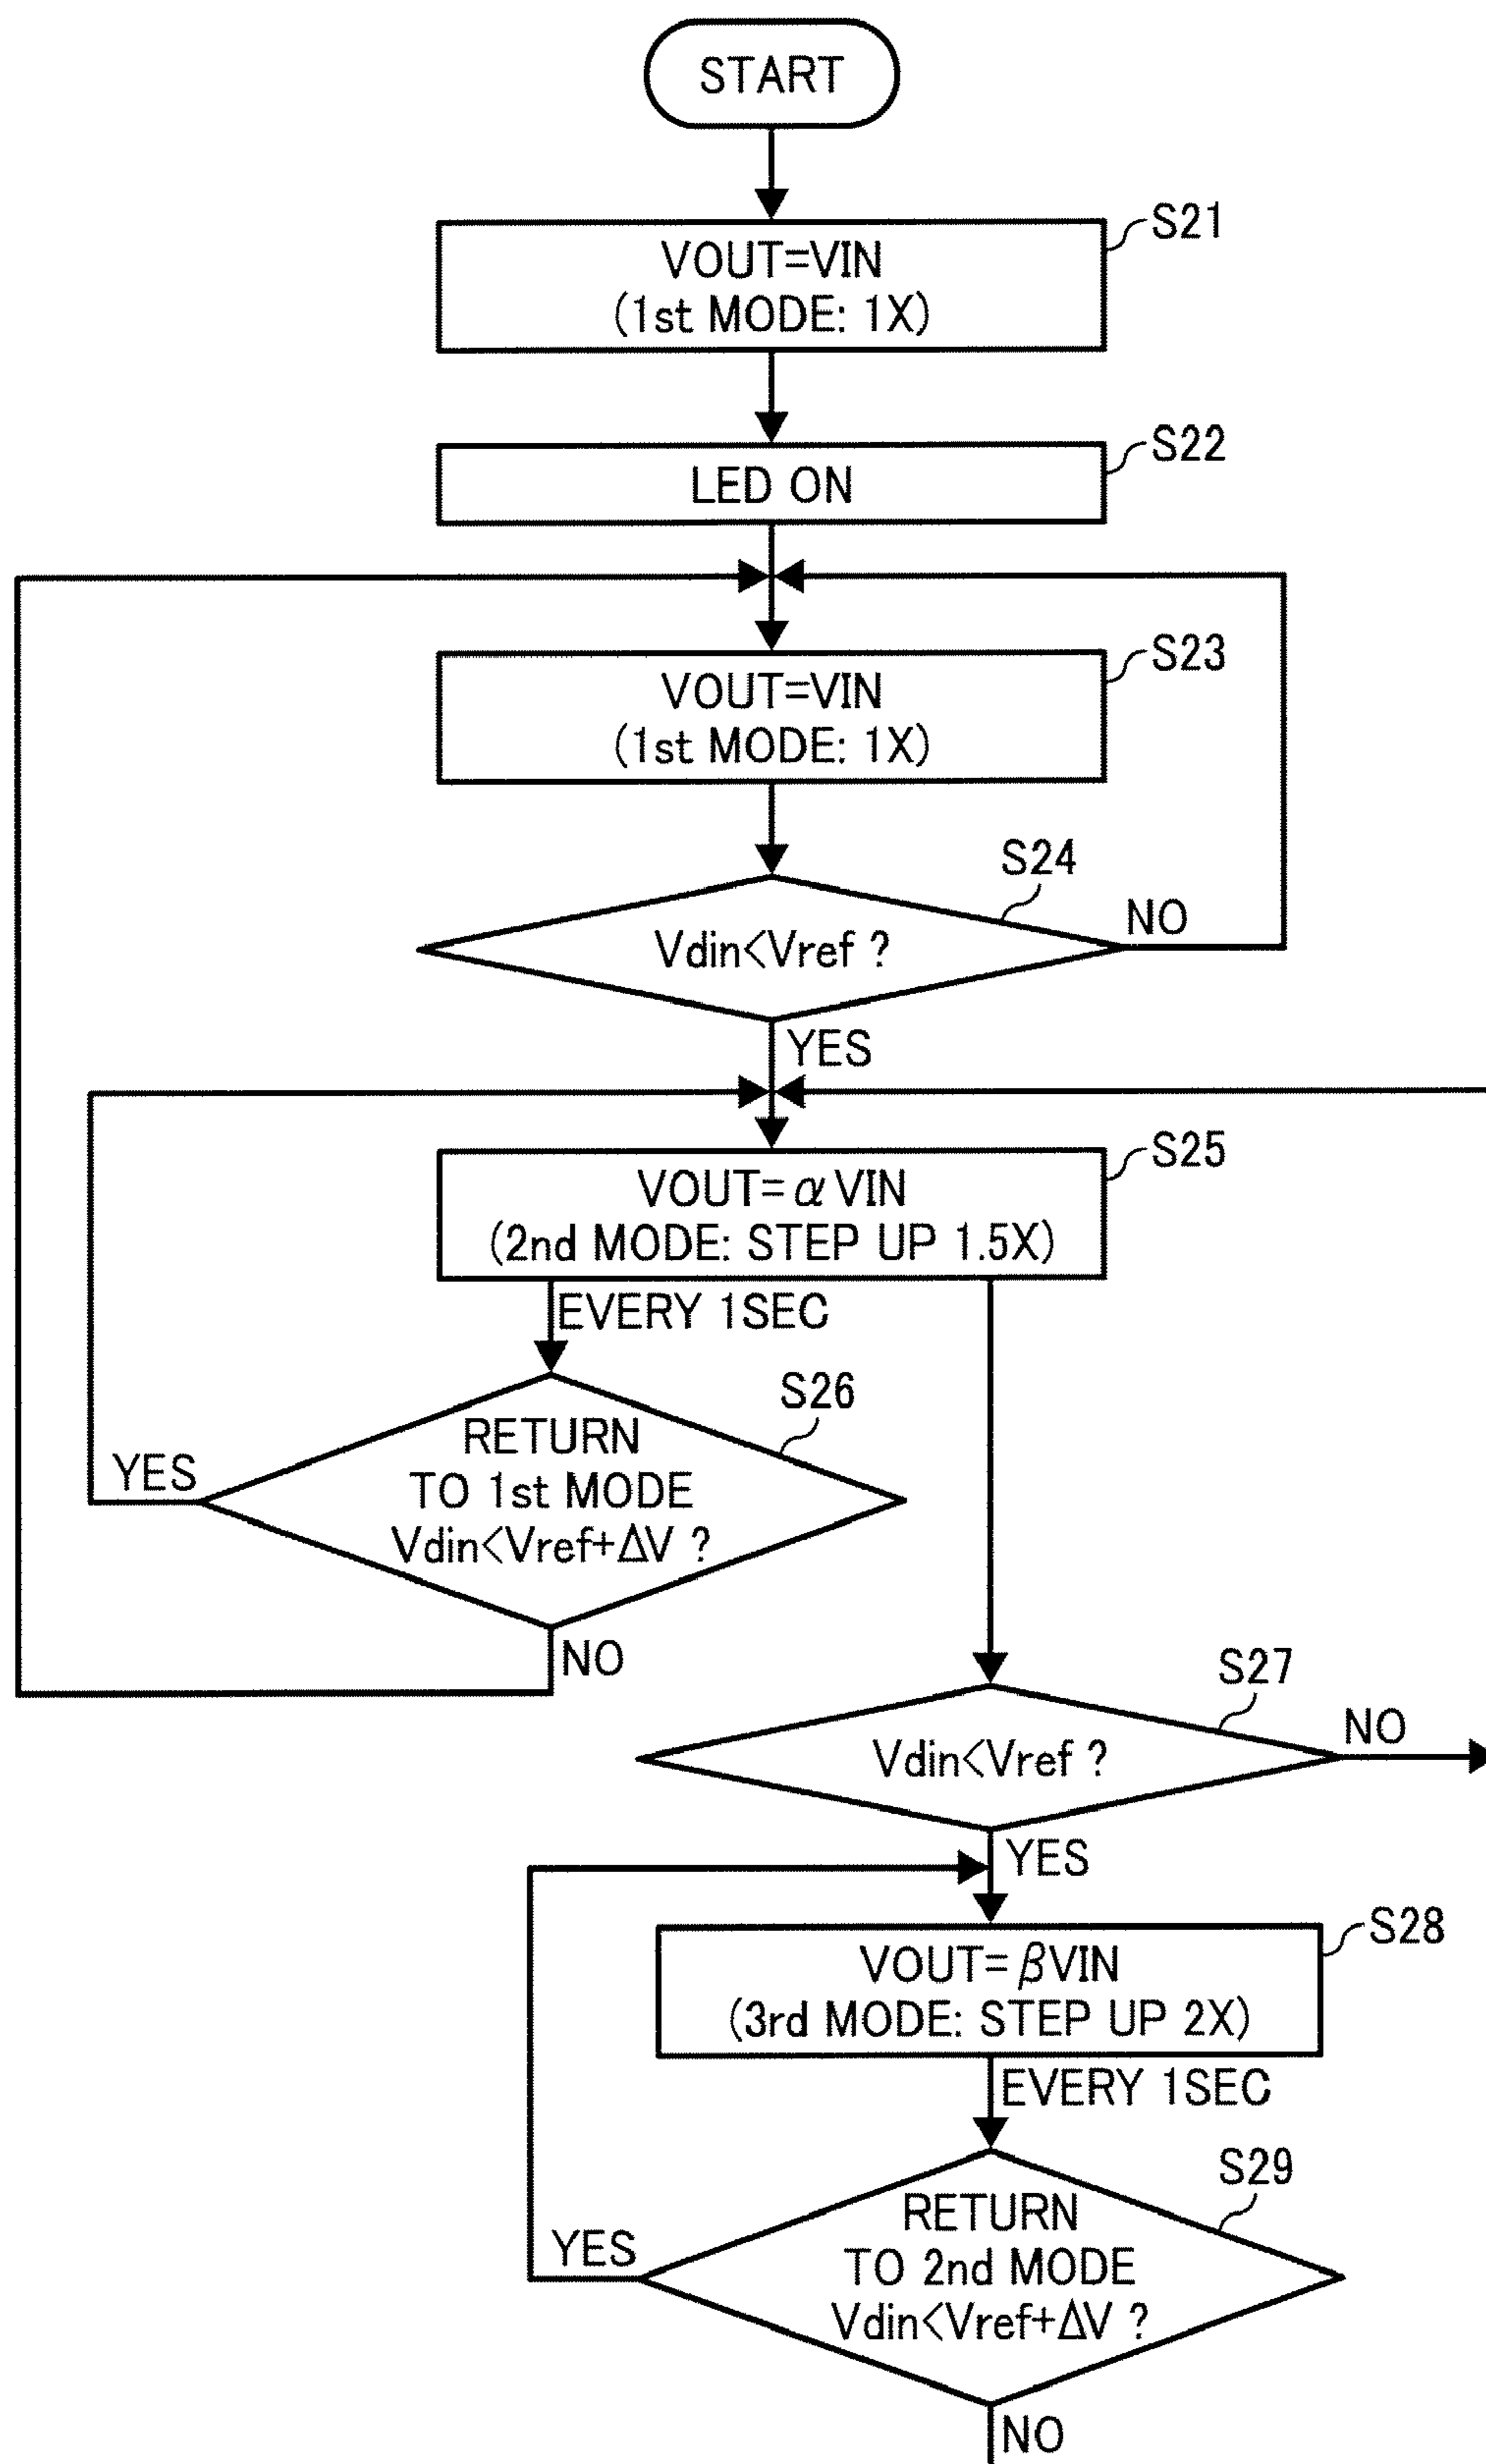 START
S21
VOUT=VIN
(1st MODE: 1X)
S22
LED ON
S23
VOUT=VIN
(1st MODE: 1X)
S24
NO
Vdin<Vref ?
YES
S25
VOUT=α VIN
(2nd MODE: STEP UP 1.5X)
EVERY 1SEC
S26
YES
RETURN
TO 1st MODE
Vdin<Vref+ΔV ?
NO
S27
NO
Vdin<Vref ?
YES
S28
VOUT=βVIN
(3rd MODE: STEP UP 2X)
EVERY 1SEC
S29
YES
RETURN
TO 2nd MODE
Vdin<Vref+ΔV ?
NO